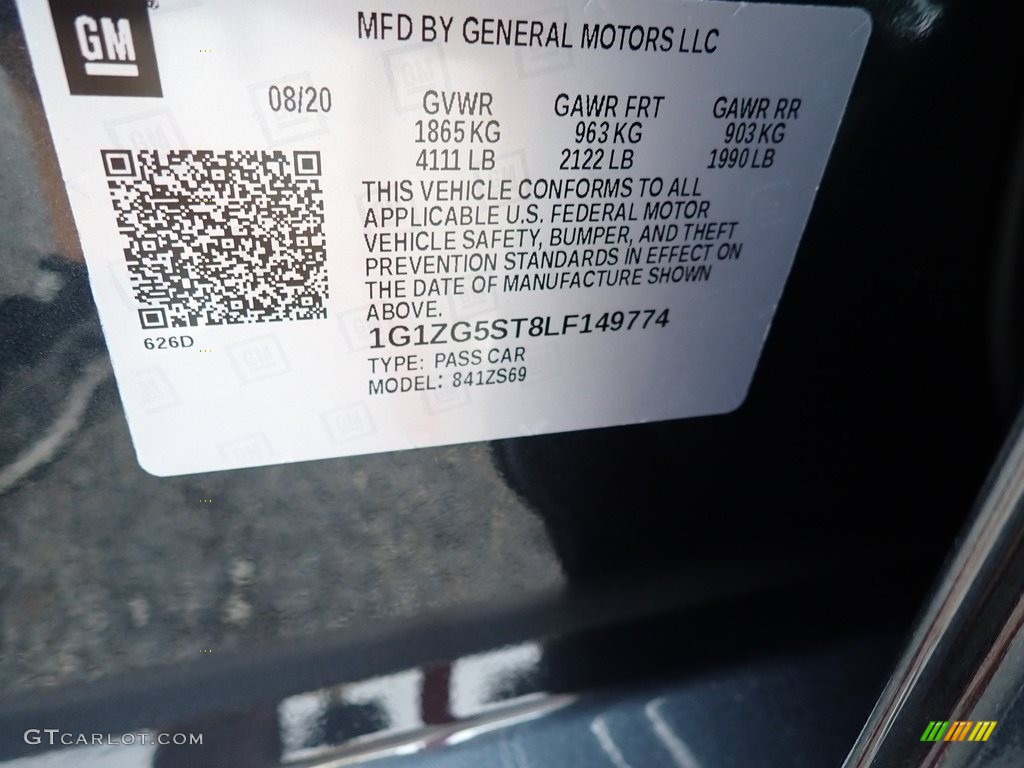 GM
MFD BY GENERAL MOTORS LLC
08/20 GVWR GAWR FRT GAWR RR
1865 KG 963 KG 903 KG
4111 LB 2122 LB 1990 LB
THIS VEHICLE CONFORMS TO ALL
APPLICABLE U.S. FEDERAL MOTOR
VEHICLE SAFETY, BUMPER, AND THEFT
PREVENTION STANDARDS IN EFFECT ON
THE DATE OF MANUFACTURE SHOWN
ABOVE.
626D
1G1ZG5ST8LF149774
TYPE: PASS CAR
MODEL: 841ZS69
GTCARLOT.COM